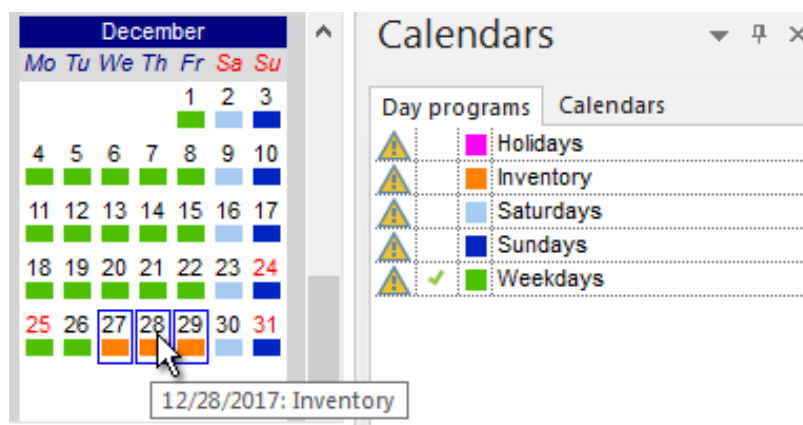 December
Mo Tu We Th Fr Sa Su
1 2 3
4 5 6 7 8 9 10
11 12 13 14 15 16 17
18 19 20 21 22 23 24
25 26 27 28 29 30 31
12/28/2017: Inventory
Calendars
Day programs Calendars
Holidays
Inventory
Saturdays
Sundays
Weekdays